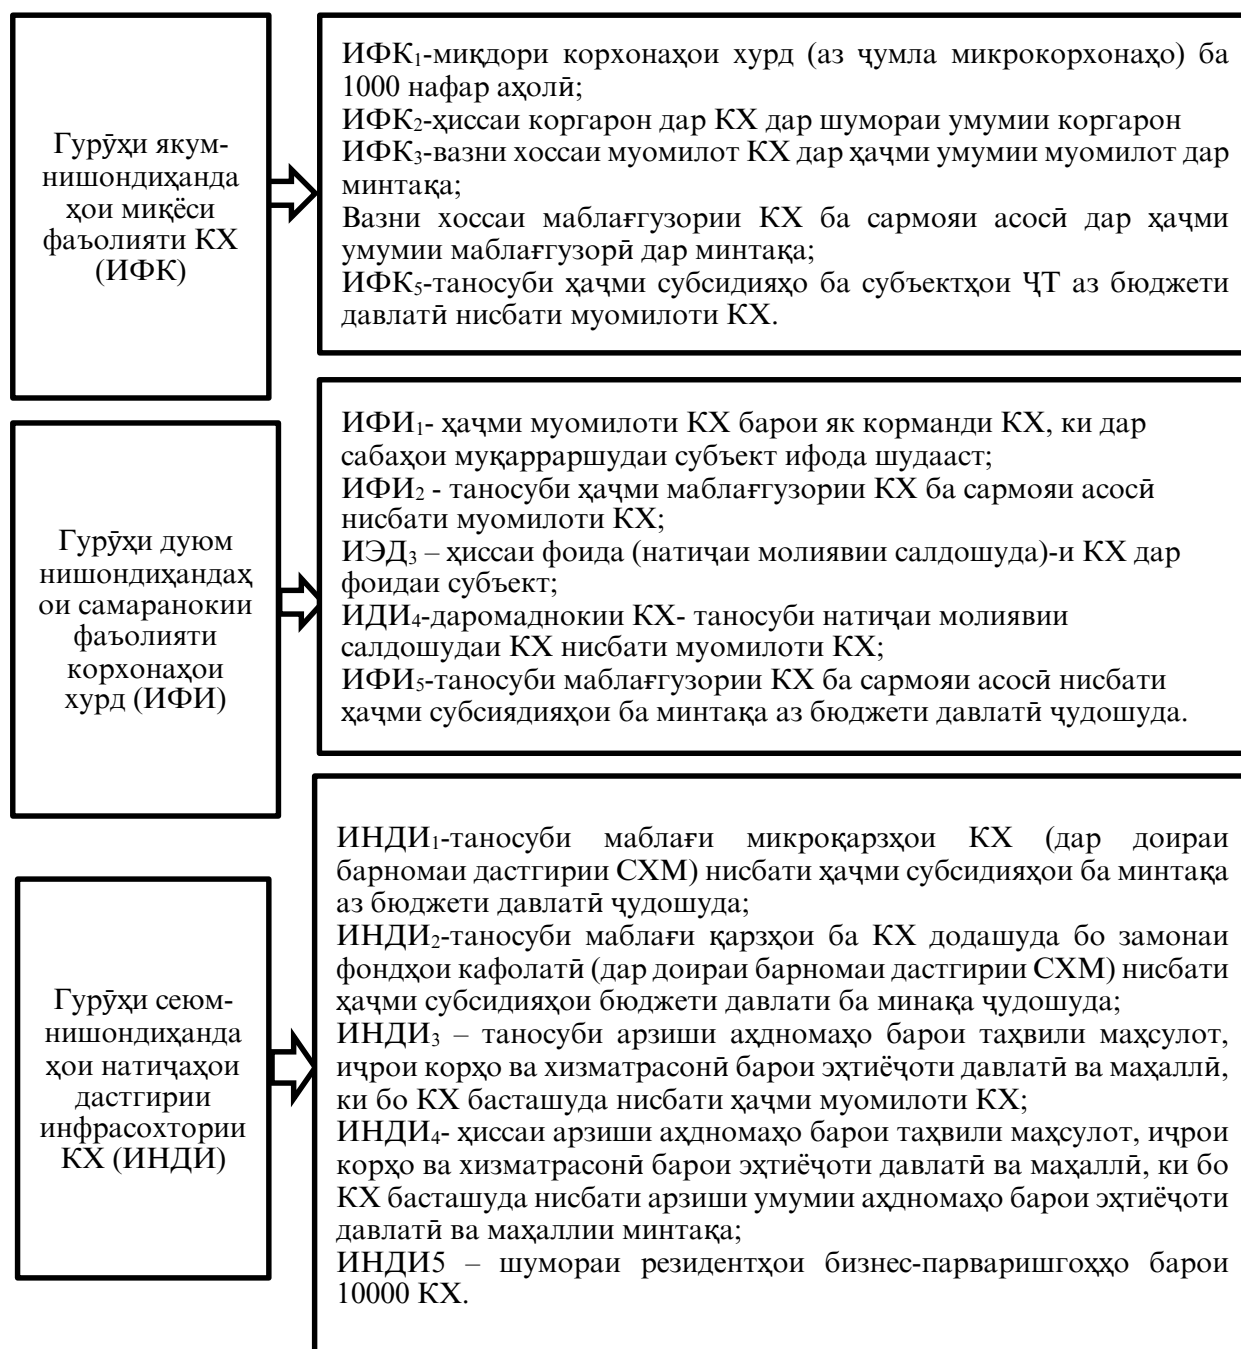 Гурӯҳи якум-
нишондиҳанда
ҳои миқёси
фаъолияти КХ
(ИФК)
ИФК₁-миқдори корхонаҳои хурд (аз ҷумла микрокорхонаҳо) ба
1000 нафар аҳолӣ;
ИФК₂-ҳиссаи коргарон дар КХ дар шумораи умумии коргарон
ИФК₃-вазни хоссаи муомилот КХ дар ҳаҷми умумии муомилот дар
минтақа;
Вазни хоссаи маблағгузории КХ ба сармояи асосӣ дар ҳаҷми
умумии маблағгузорӣ дар минтақа;
ИФК₅-таносуби ҳаҷми субсидияҳо ба субъектҳои ҶТ аз бюджети
давлатӣ нисбати муомилоти КХ.
Гурӯҳи дуюм
нишондиҳандаҳ
ои самаранокии
фаъолияти
корхонаҳои
хурд (ИФИ)
ИФИ₁- ҳаҷми муомилоти КХ барои як корманди КХ, ки дар
сабаҳои муқарраршудаи субъект ифода шудааст;
ИФИ₂ - таносуби ҳаҷми маблағгузории КХ ба сармояи асосӣ
нисбати муомилоти КХ;
ИЭД₃ – ҳиссаи фоида (натиҷаи молиявии салдошуда)-и КХ дар
фоидаи субъект;
ИДИ₄-даромаднокии КХ- таносуби натиҷаи молиявии
салдошудаи КХ нисбати муомилоти КХ;
ИФИ₅-таносуби маблағгузории КХ ба сармояи асосӣ нисбати
ҳаҷми субсиядияҳои ба минтақа аз бюджети давлатӣ ҷудошуда.
Гурӯҳи сеюм-
нишондиҳанда
ҳои натиҷаҳои
дастгирии
инфрасохтории
КХ (ИНДИ)
ИНДИ₁-таносуби маблағи микроқарзҳои КХ (дар доираи
барномаи дастгирии СХМ) нисбати ҳаҷми субсидияҳои ба минтақа
аз бюджети давлатӣ ҷудошуда;
ИНДИ₂-таносуби маблағи қарзҳои ба КХ додашуда бо замонаи
фондҳои кафолатӣ (дар доираи барномаи дастгирии СХМ) нисбати
ҳаҷми субсидияҳои бюджети давлати ба минақа ҷудошуда;
ИНДИ₃ – таносуби арзиши аҳдномаҳо барои таҳвили маҳсулот,
иҷрои корҳо ва хизматрасонӣ барои эҳтиёҷоти давлатӣ ва маҳаллӣ,
ки бо КХ басташуда нисбати ҳаҷми муомилоти КХ;
ИНДИ₄- ҳиссаи арзиши аҳдномаҳо барои таҳвили маҳсулот, иҷрои
корҳо ва хизматрасонӣ барои эҳтиёҷоти давлатӣ ва маҳаллӣ, ки бо
КХ басташуда нисбати арзиши умумии аҳдномаҳо барои эҳтиёҷоти
давлатӣ ва маҳаллии минтақа;
ИНДИ5 – шумораи резидентҳои бизнес-парваришгоҳҳо барои
10000 КХ.